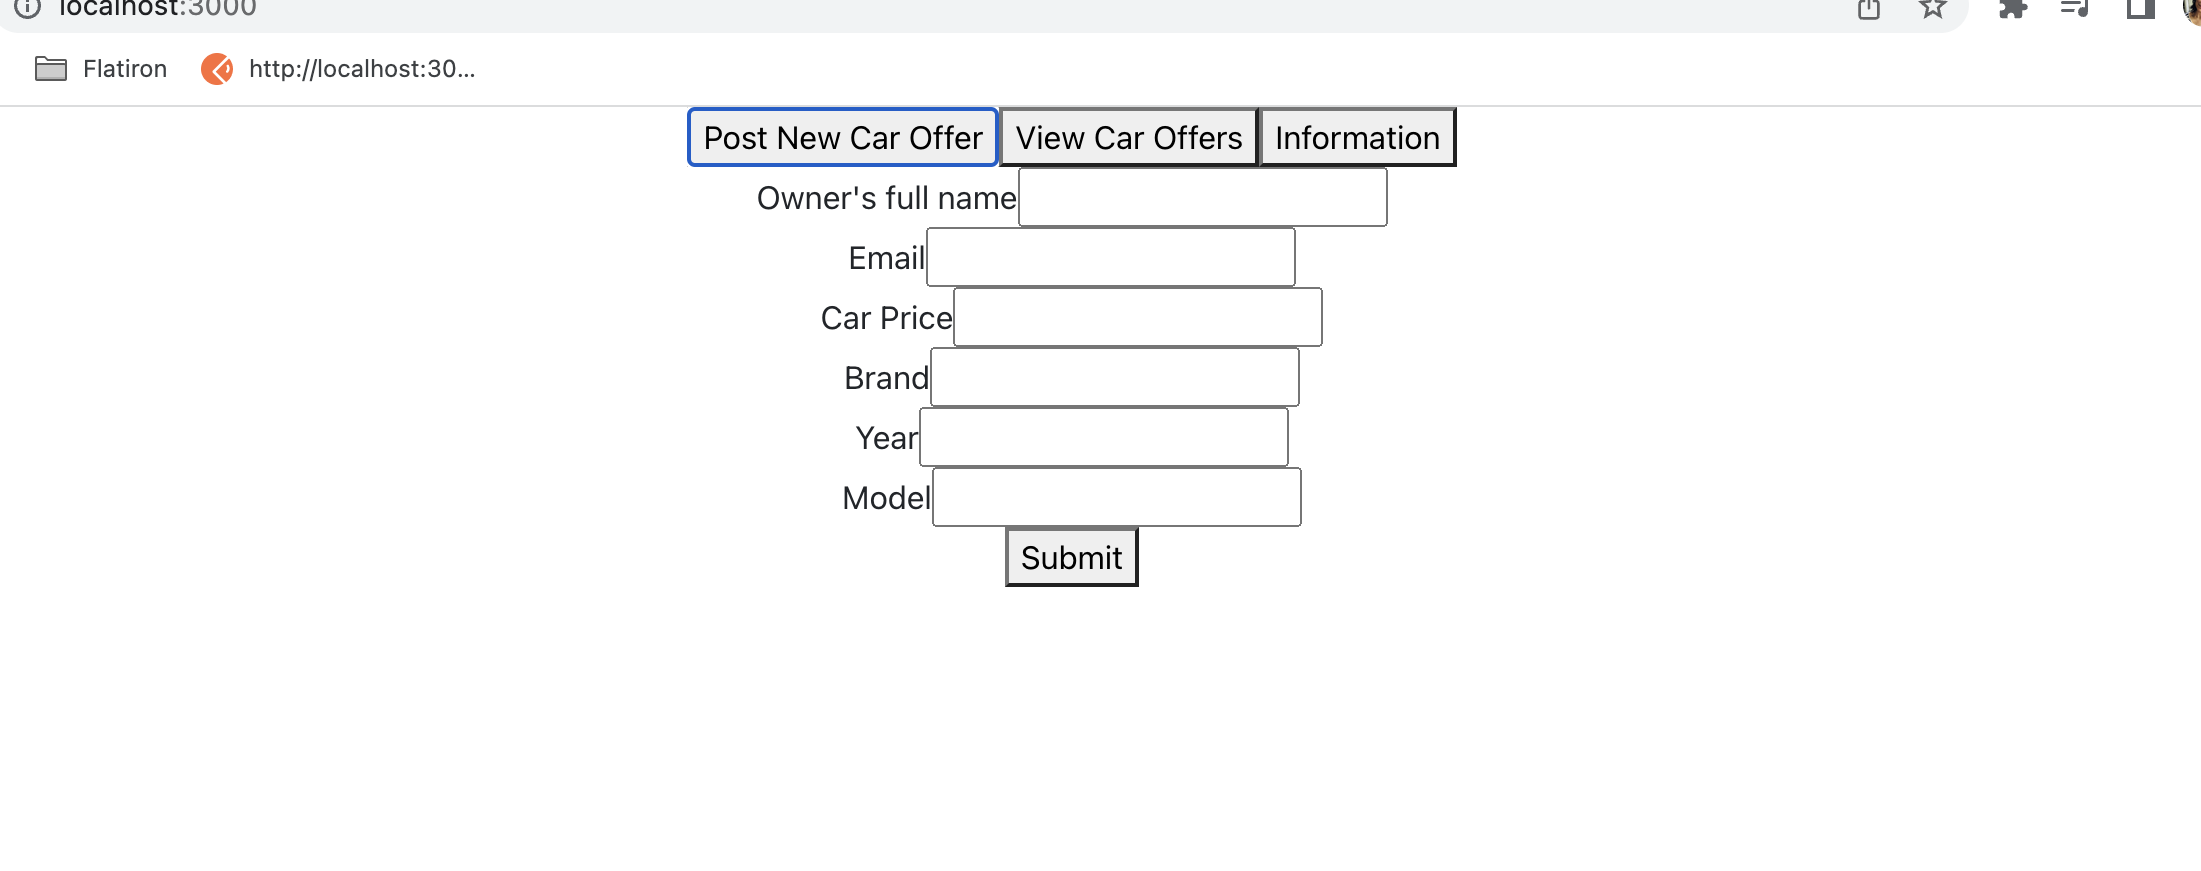 localhost:3000
Flatiron http://localhost:30...
Post New Car Offer View Car Offers Information
Owner's full name
Email
Car Price
Brand
Year
Model
Submit